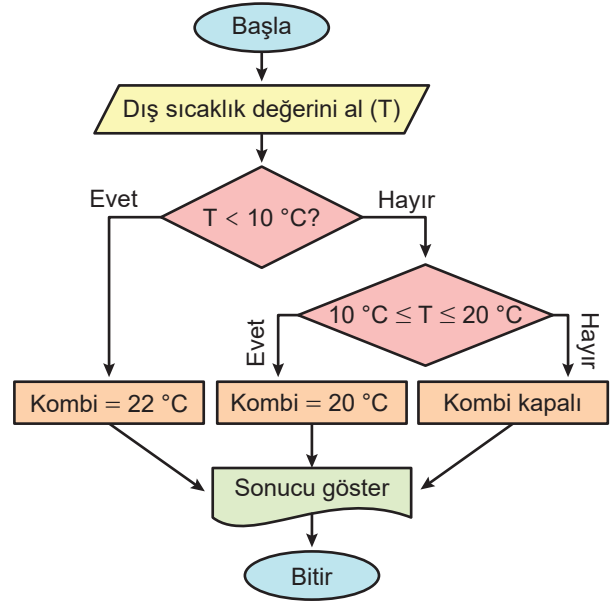 Başla
Dış sıcaklık değerini al (T)
Evet
T < 10 °C?
Hayır
10 °C ≤ T ≤ 20 °C
Evet
Hayır
Kombi = 22 °C
Kombi = 20 °C
Kombi kapalı
Sonucu göster
Bitir